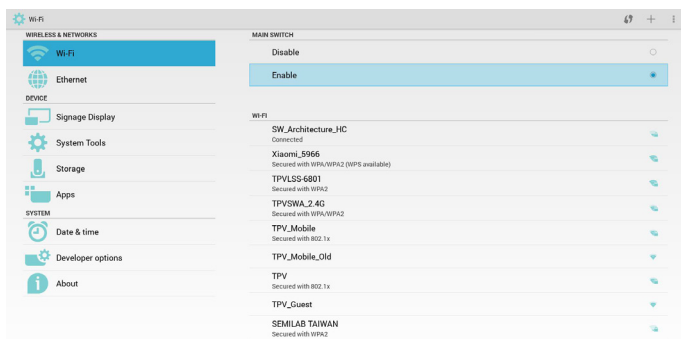 Wi-Fi
WIRELESS & NETWORKS
Wi-Fi
Ethernet
DEVICE
Signage Display
System Tools
Storage
Apps
SYSTEM
Date & time
Developer options
About
MAIN SWITCH
Disable
Enable
WI-FI
SW_Architecture_HC
Connected
Xiaomi_5966
Secured with WPA/WPA2 (WPS available)
TPVLSS-6801
Secured with WPA2
TPVSWA_2.4G
Secured with WPA/WPA2
TPV_Mobile
Secured with 802.1x
TPV_Mobile_Old
TPV
Secured with 802.1x
TPV_Guest
SEMILAB TAIWAN
Secured with WPA2